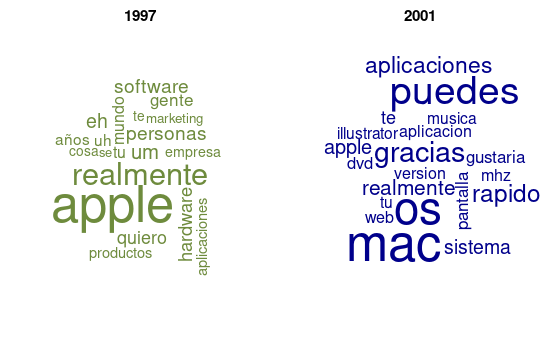 1997
software
gente
mundo
te
marketing
eh
personas
años
uh
cosa
se
tu
um
empresa
realmente
apple
hardware
aplicaciones
quiero
productos
2001
aplicaciones
puedes
te
musica
illustrator
aplicacion
apple
gracias
gustaria
dvd
version
mhz
realmente
pantalla
rapido
tu
os
web
mac
sistema